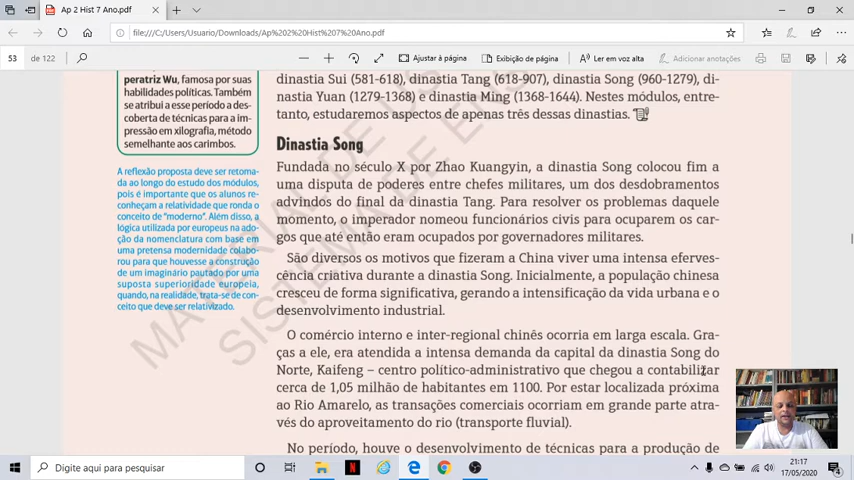 Ap 2 Hist 7 Ano.pdf
file:///C:/Users/Usuario/Downloads/Ap%202%20Hist%207%20Ano.pdf
53
de 122
Ajustar à página
Exibição de página
Ler em voz alta
Adicionar anotações
peratriz Wu, famosa por suas
habilidades políticas. Também
se atribui a esse período a des-
coberta de técnicas para a im-
pressão em xilografia, método
semelhante aos carimbos.
A reflexão proposta deve ser retoma-
da ao longo do estudo dos módulos,
pois é importante que os alunos re-
conheçam a relatividade que ronda o
conceito de "moderno". Além disso, a
lógica utilizada por europeus na ado-
ção da nomenclatura com base em
uma pretensa modernidade colabo-
rou para que houvesse a construção
de um imaginário pautado por uma
suposta superioridade europeia,
quando, na realidade, trata-se de con-
ceito que deve ser relativizado.
dinastia Sui (581-618), dinastia Tang (618-907), dinastia Song (960-1279), di-
nastia Yuan (1279-1368) e dinastia Ming (1368-1644). Nestes módulos, entre-
tanto, estudaremos aspectos de apenas três dessas dinastias.
Dinastia Song
Fundada no século X por Zhao Kuangyin, a dinastia Song colocou fim a
uma disputa de poderes entre chefes militares, um dos desdobramentos
advindos do final da dinastia Tang. Para resolver os problemas daquele
momento, o imperador nomeou funcionários civis para ocuparem os car-
gos que até então eram ocupados por governadores militares.
São diversos os motivos que fizeram a China viver uma intensa eferves-
cência criativa durante a dinastia Song. Inicialmente, a população chinesa
cresceu de forma significativa, gerando a intensificação da vida urbana e o
desenvolvimento industrial.
O comércio interno e inter-regional chinês ocorria em larga escala. Gra-
ças a ele, era atendida a intensa demanda da capital da dinastia Song do
Norte, Kaifeng – centro político-administrativo que chegou a contabilizar
cerca de 1,05 milhão de habitantes em 1100. Por estar localizada próxima
ao Rio Amarelo, as transações comerciais ocorriam em grande parte atra-
vés do aproveitamento do rio (transporte fluvial).
No período, houve o desenvolvimento de técnicas para a produção de
MATERIAL DE US
SISTEMA DE ENS
Digite aqui para pesquisar
21:17
17/05/2020
4